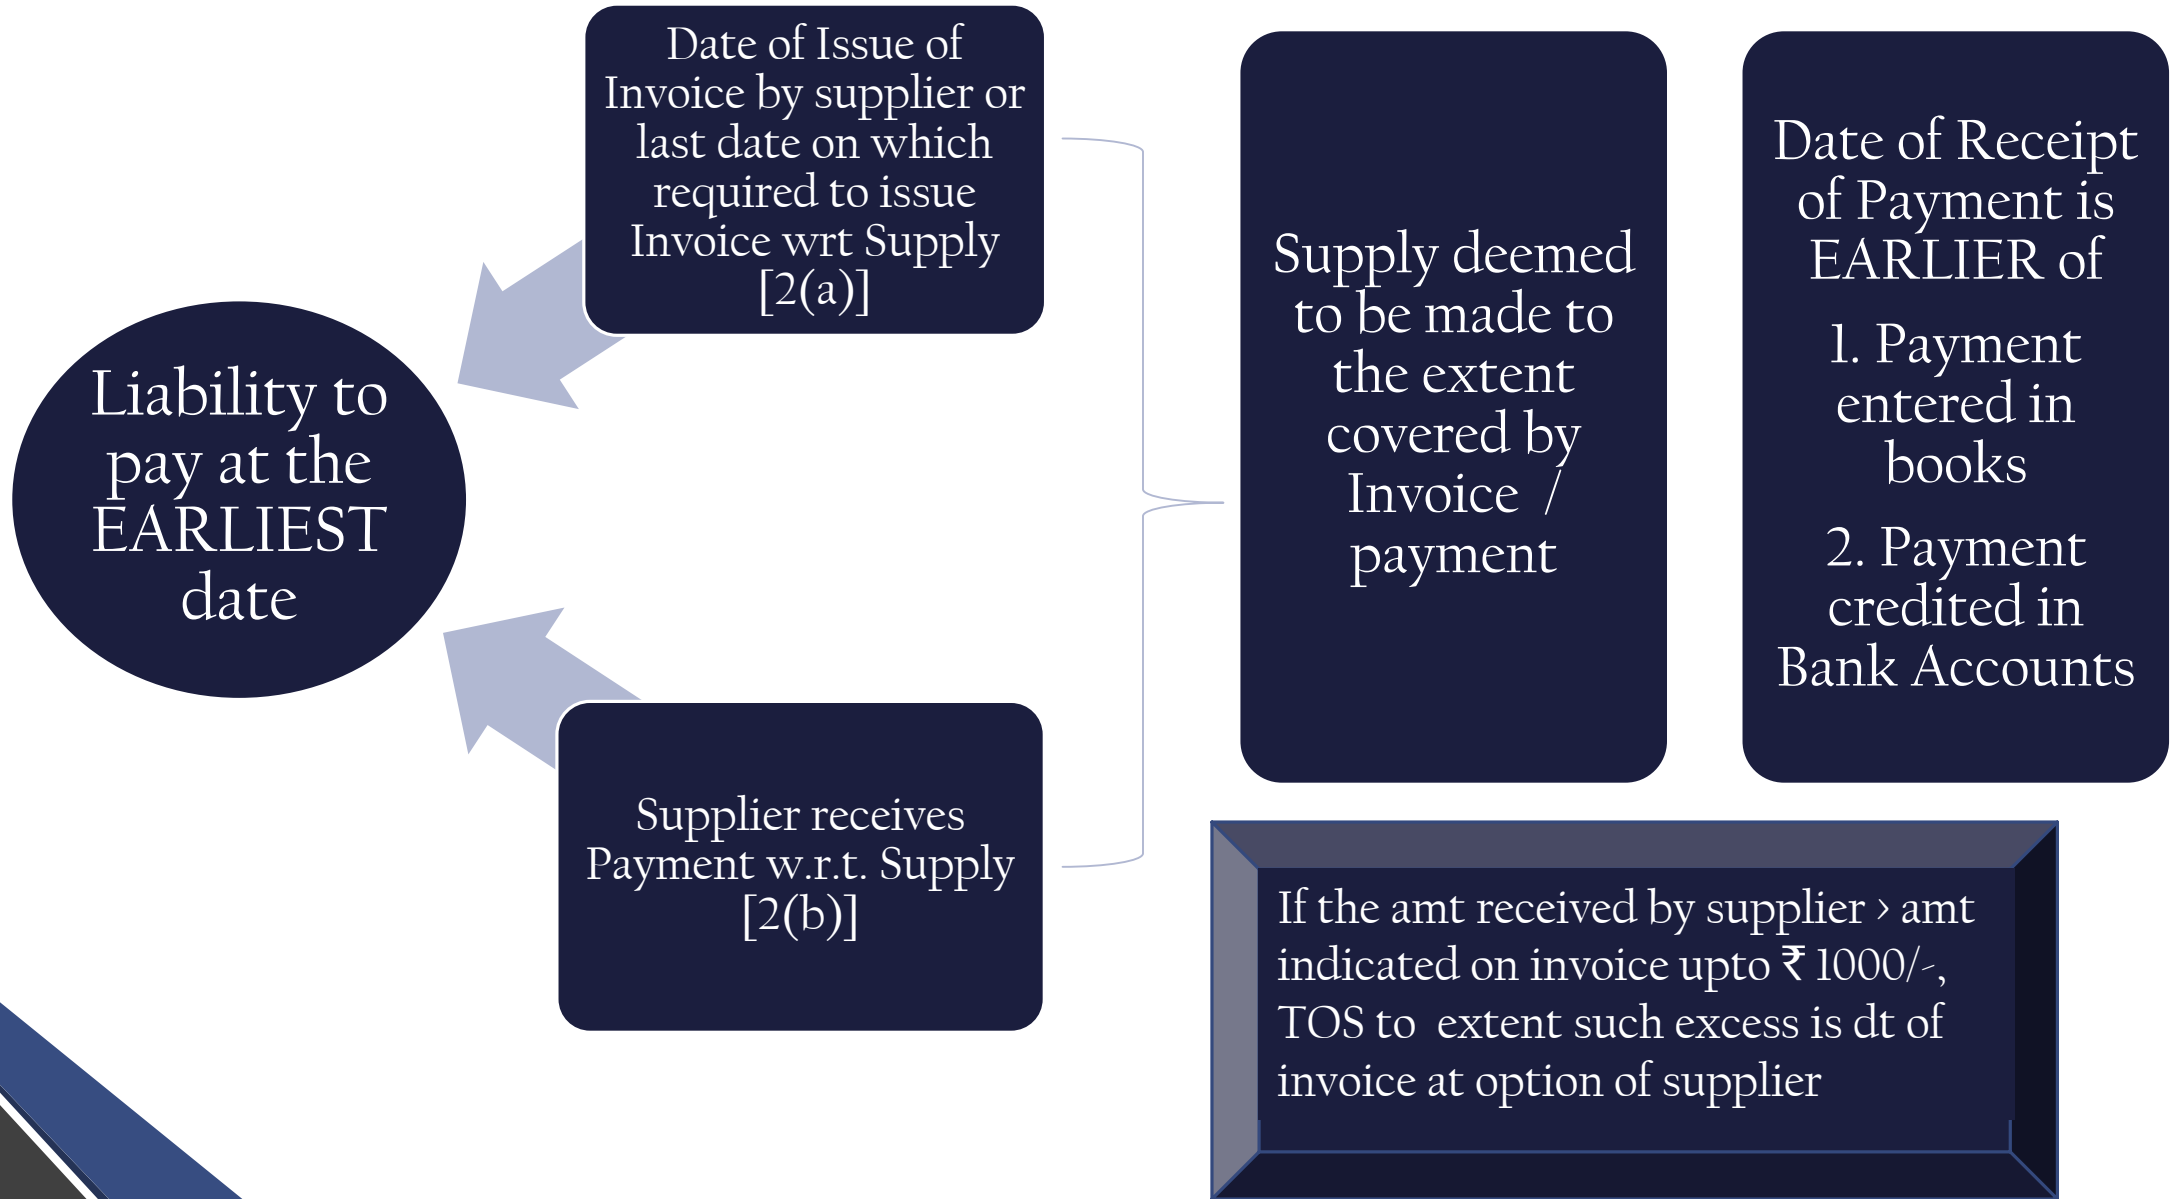 Date of Issue of
Invoice by supplier or
last date on which
required to issue
Invoice wrt Supply
[2(a)]
Liability to
pay at the
EARLIEST
date
Supplier receives
Payment w.r.t. Supply
[2(b)]
Supply deemed
to be made to
the extent
covered by
Invoice /
payment
Date of Receipt
of Payment is
EARLIER of
1. Payment
entered in
books
2. Payment
credited in
Bank Accounts
If the amt received by supplier > amt
indicated on invoice upto ₹ 1000/-,
TOS to extent such excess is dt of
invoice at option of supplier